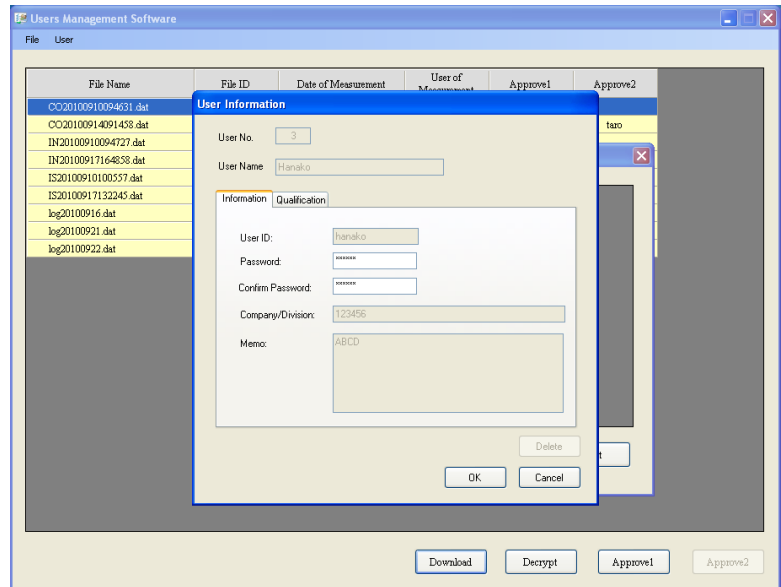 Users Management Software
File User
File Name File ID Date of Measurement User of Measurement Approve1 Approve2
CO20100910094631.dat
CO20100914091458.dat taro
IN20100910094727.dat
IN20100917164858.dat
IS20100910100557.dat
IS20100917132245.dat
log20100916.dat
log20100921.dat
log20100922.dat
User Information
User No. 3
User Name Hanako
Information Qualification
User ID: hanako
Password: ******
Confirm Password: ******
Company/Division: 123456
Memo: ABCD
Delete
OK Cancel
Download Decrypt Approve1 Approve2